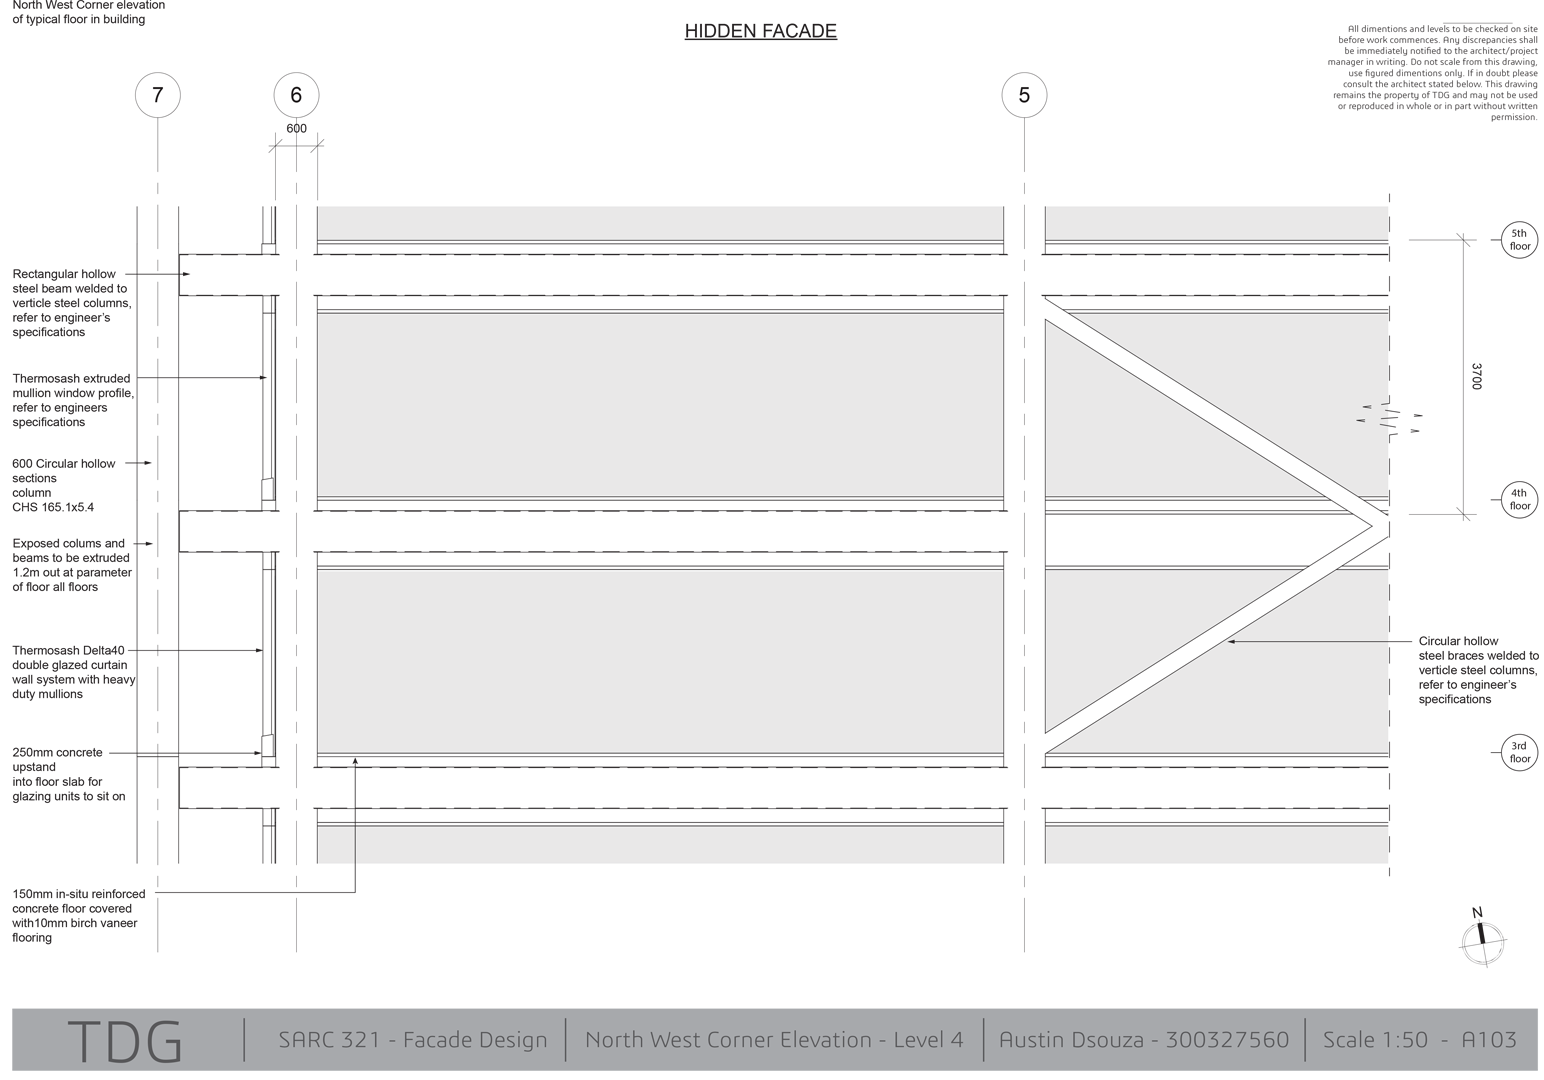 North West Corner elevation
of typical floor in building
HIDDEN FACADE
All dimentions and levels to be checked on site
before work commences. Any discrepancies shall
be immediately notified to the architect/project
manager in writing. Do not scale from this drawing,
use figured dimentions only. If in doubt please
consult the architect stated below. This drawing
remains the property of TDG and may not be used
or reproduced in whole or in part without written
permission.
7
6
5
600
5th
floor
Rectangular hollow
steel beam welded to
verticle steel columns,
refer to engineer's
specifications
Thermosash extruded
mullion window profile,
refer to engineers
specifications
3700
600 Circular hollow
sections
column
CHS 165.1x5.4
4th
floor
Exposed colums and
beams to be extruded
1.2m out at parameter
of floor all floors
Thermosash Delta40
double glazed curtain
wall system with heavy
duty mullions
Circular hollow
steel braces welded to
verticle steel columns,
refer to engineer's
specifications
250mm concrete
upstand
into floor slab for
glazing units to sit on
3rd
floor
150mm in-situ reinforced
concrete floor covered
with10mm birch vaneer
flooring
N
TDG
SARC 321 - Facade Design
North West Corner Elevation - Level 4
Austin Dsouza - 300327560
Scale 1:50 - A103